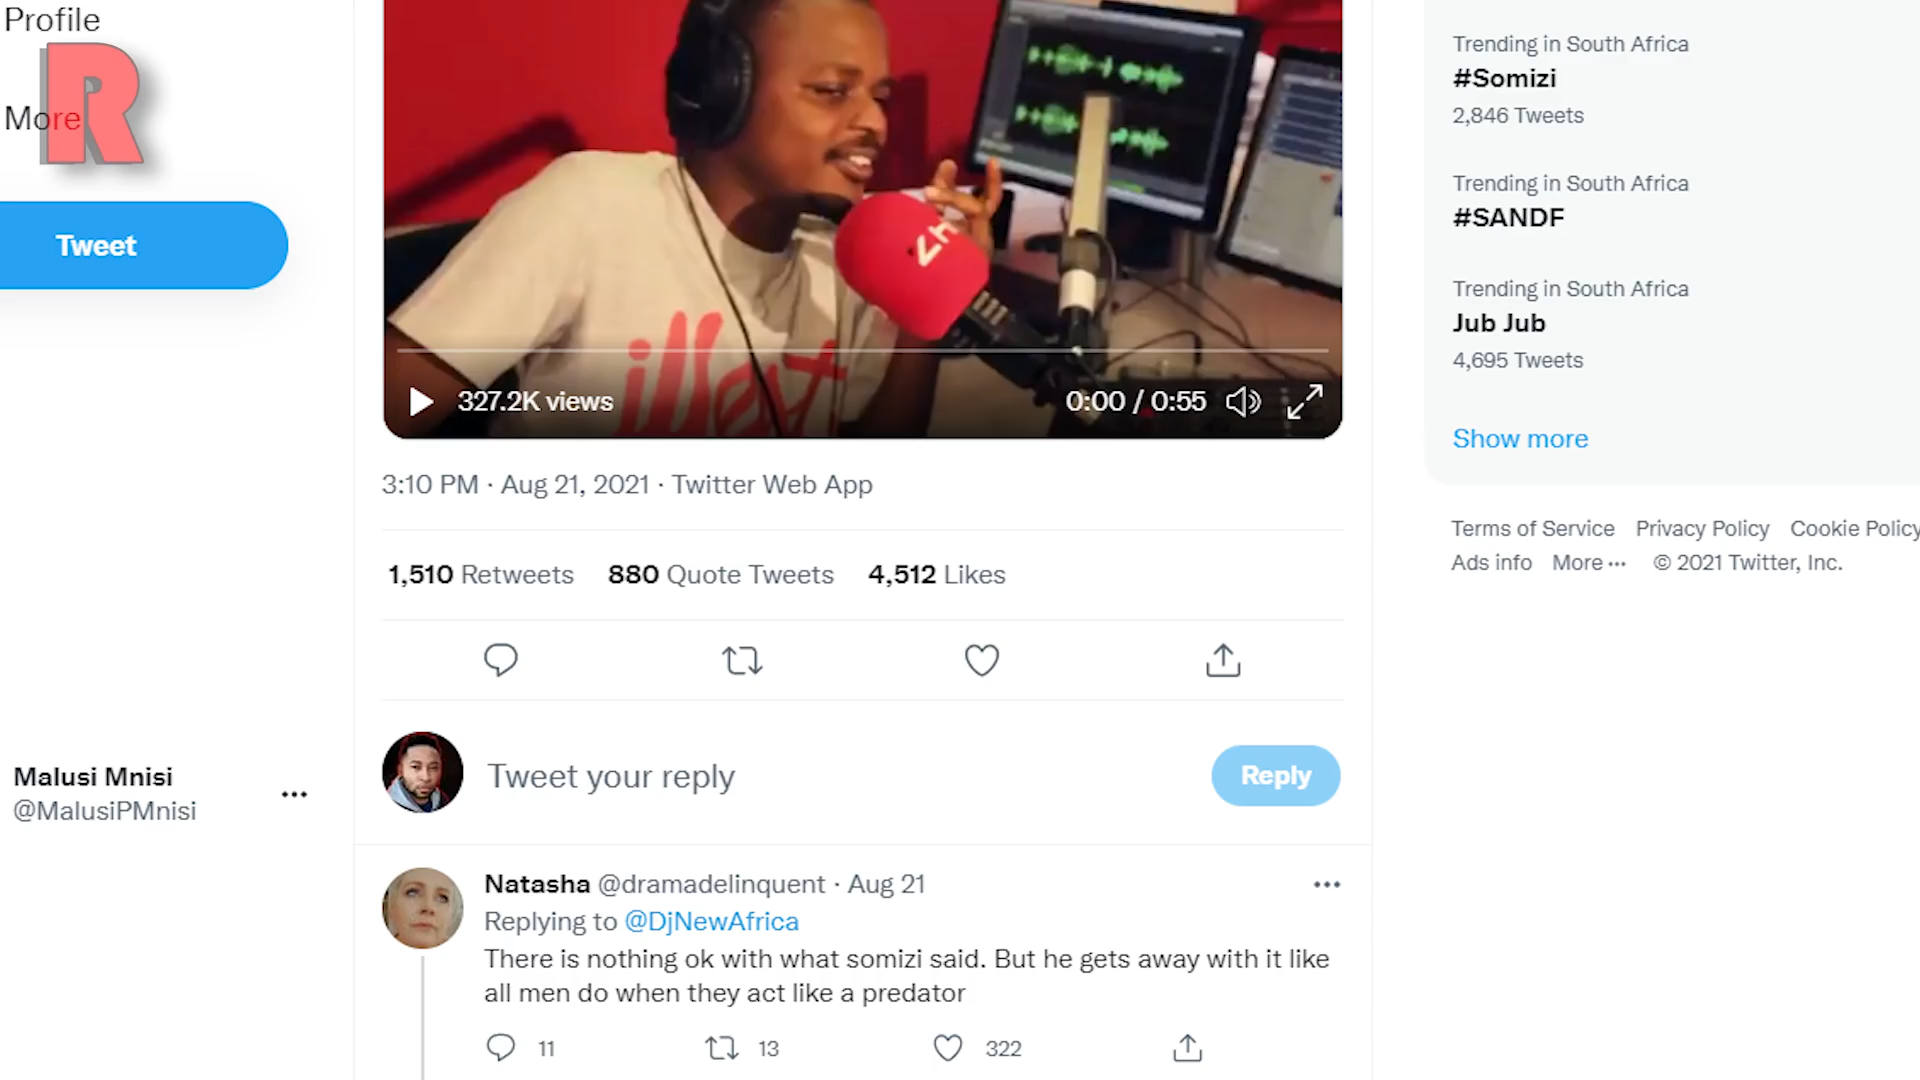 Profile
R
More
Tweet
illest
327.2K views
0:00 / 0:55
3:10 PM · Aug 21, 2021 · Twitter Web App
1,510 Retweets 880 Quote Tweets 4,512 Likes
Tweet your reply
Reply
Malusi Mnisi
@MalusiPMnisi
Natasha @dramadelinquent · Aug 21
Replying to @DjNewAfrica
There is nothing ok with what somizi said. But he gets away with it like
all men do when they act like a predator
11 13 322
Trending in South Africa
#Somizi
2,846 Tweets
Trending in South Africa
#SANDF
Trending in South Africa
Jub Jub
4,695 Tweets
Show more
Terms of Service Privacy Policy Cookie Policy
Ads info More ··· © 2021 Twitter, Inc.